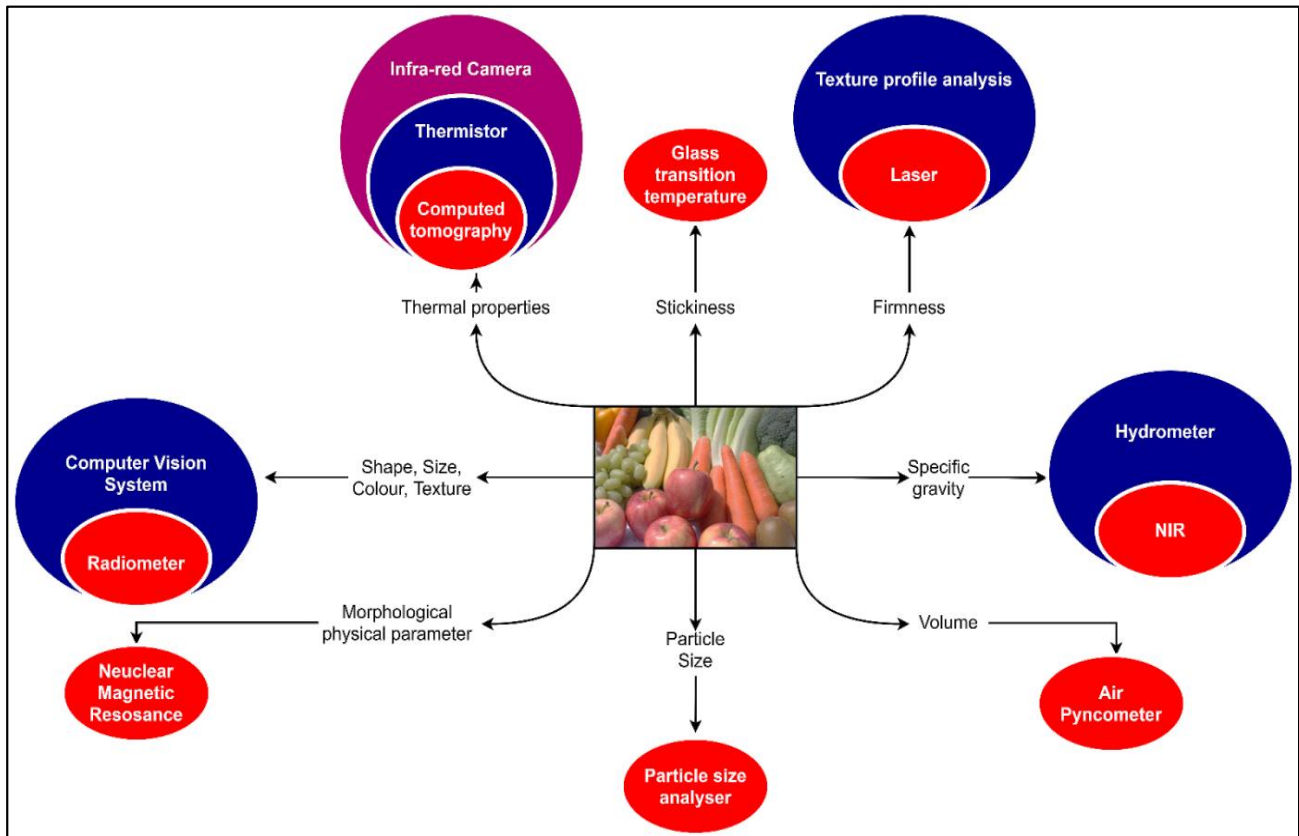 Infra-red Camera
Thermistor
Computed
tomography
Thermal properties
Glass
transition
temperature
Stickiness
Texture profile analysis
Laser
Firmness
Computer Vision
System
Radiometer
Shape, Size,
Colour, Texture
Specific
gravity
Hydrometer
NIR
Morphological
physical parameter
Neuclear
Magnetic
Resosance
Particle
Size
Particle size
analyser
Volume
Air
Pyncometer